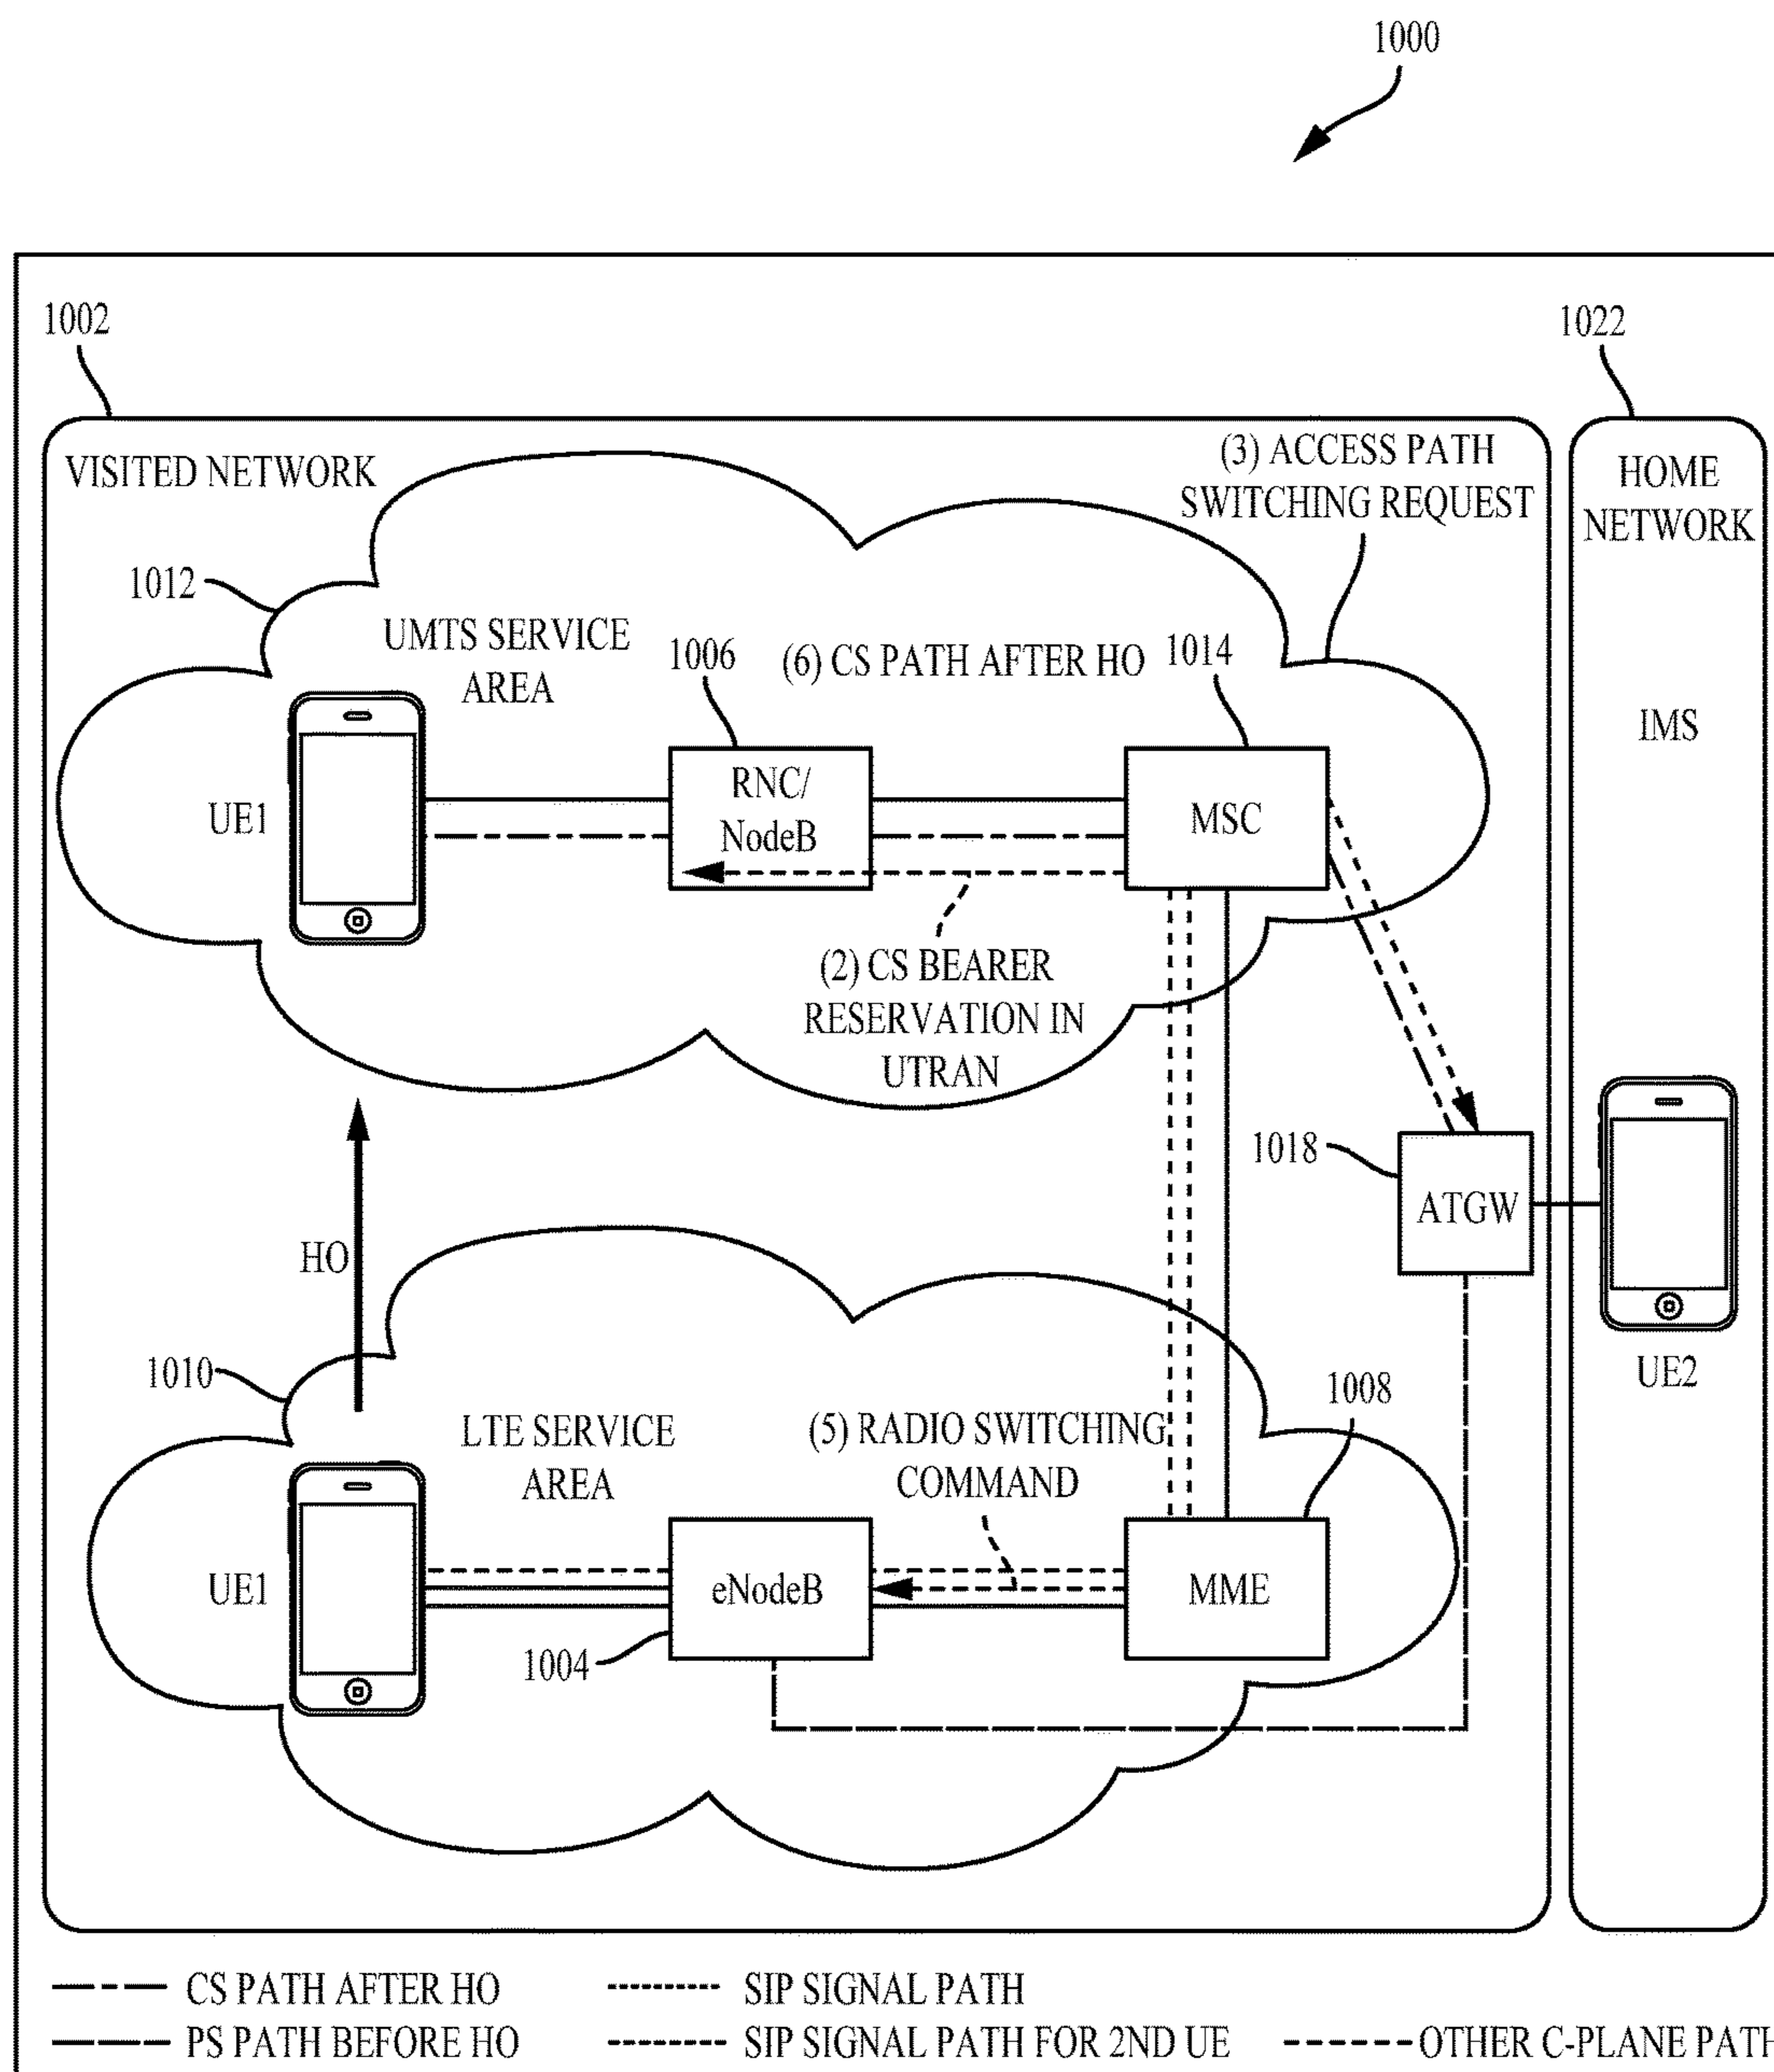 1000
1002
1022
VISITED NETWORK
(3) ACCESS PATH
SWITCHING REQUEST
HOME
NETWORK
1012
UMTS SERVICE
AREA
1006
(6) CS PATH AFTER HO
1014
IMS
UE1
RNC/
NodeB
MSC
(2) CS BEARER
RESERVATION IN
UTRAN
1018
ATGW
HO
1010
UE2
1008
LTE SERVICE
AREA
(5) RADIO SWITCHING
COMMAND
UE1
eNodeB
MME
1004
CS PATH AFTER HO
SIP SIGNAL PATH
PS PATH BEFORE HO
SIP SIGNAL PATH FOR 2ND UE
OTHER C-PLANE PATH